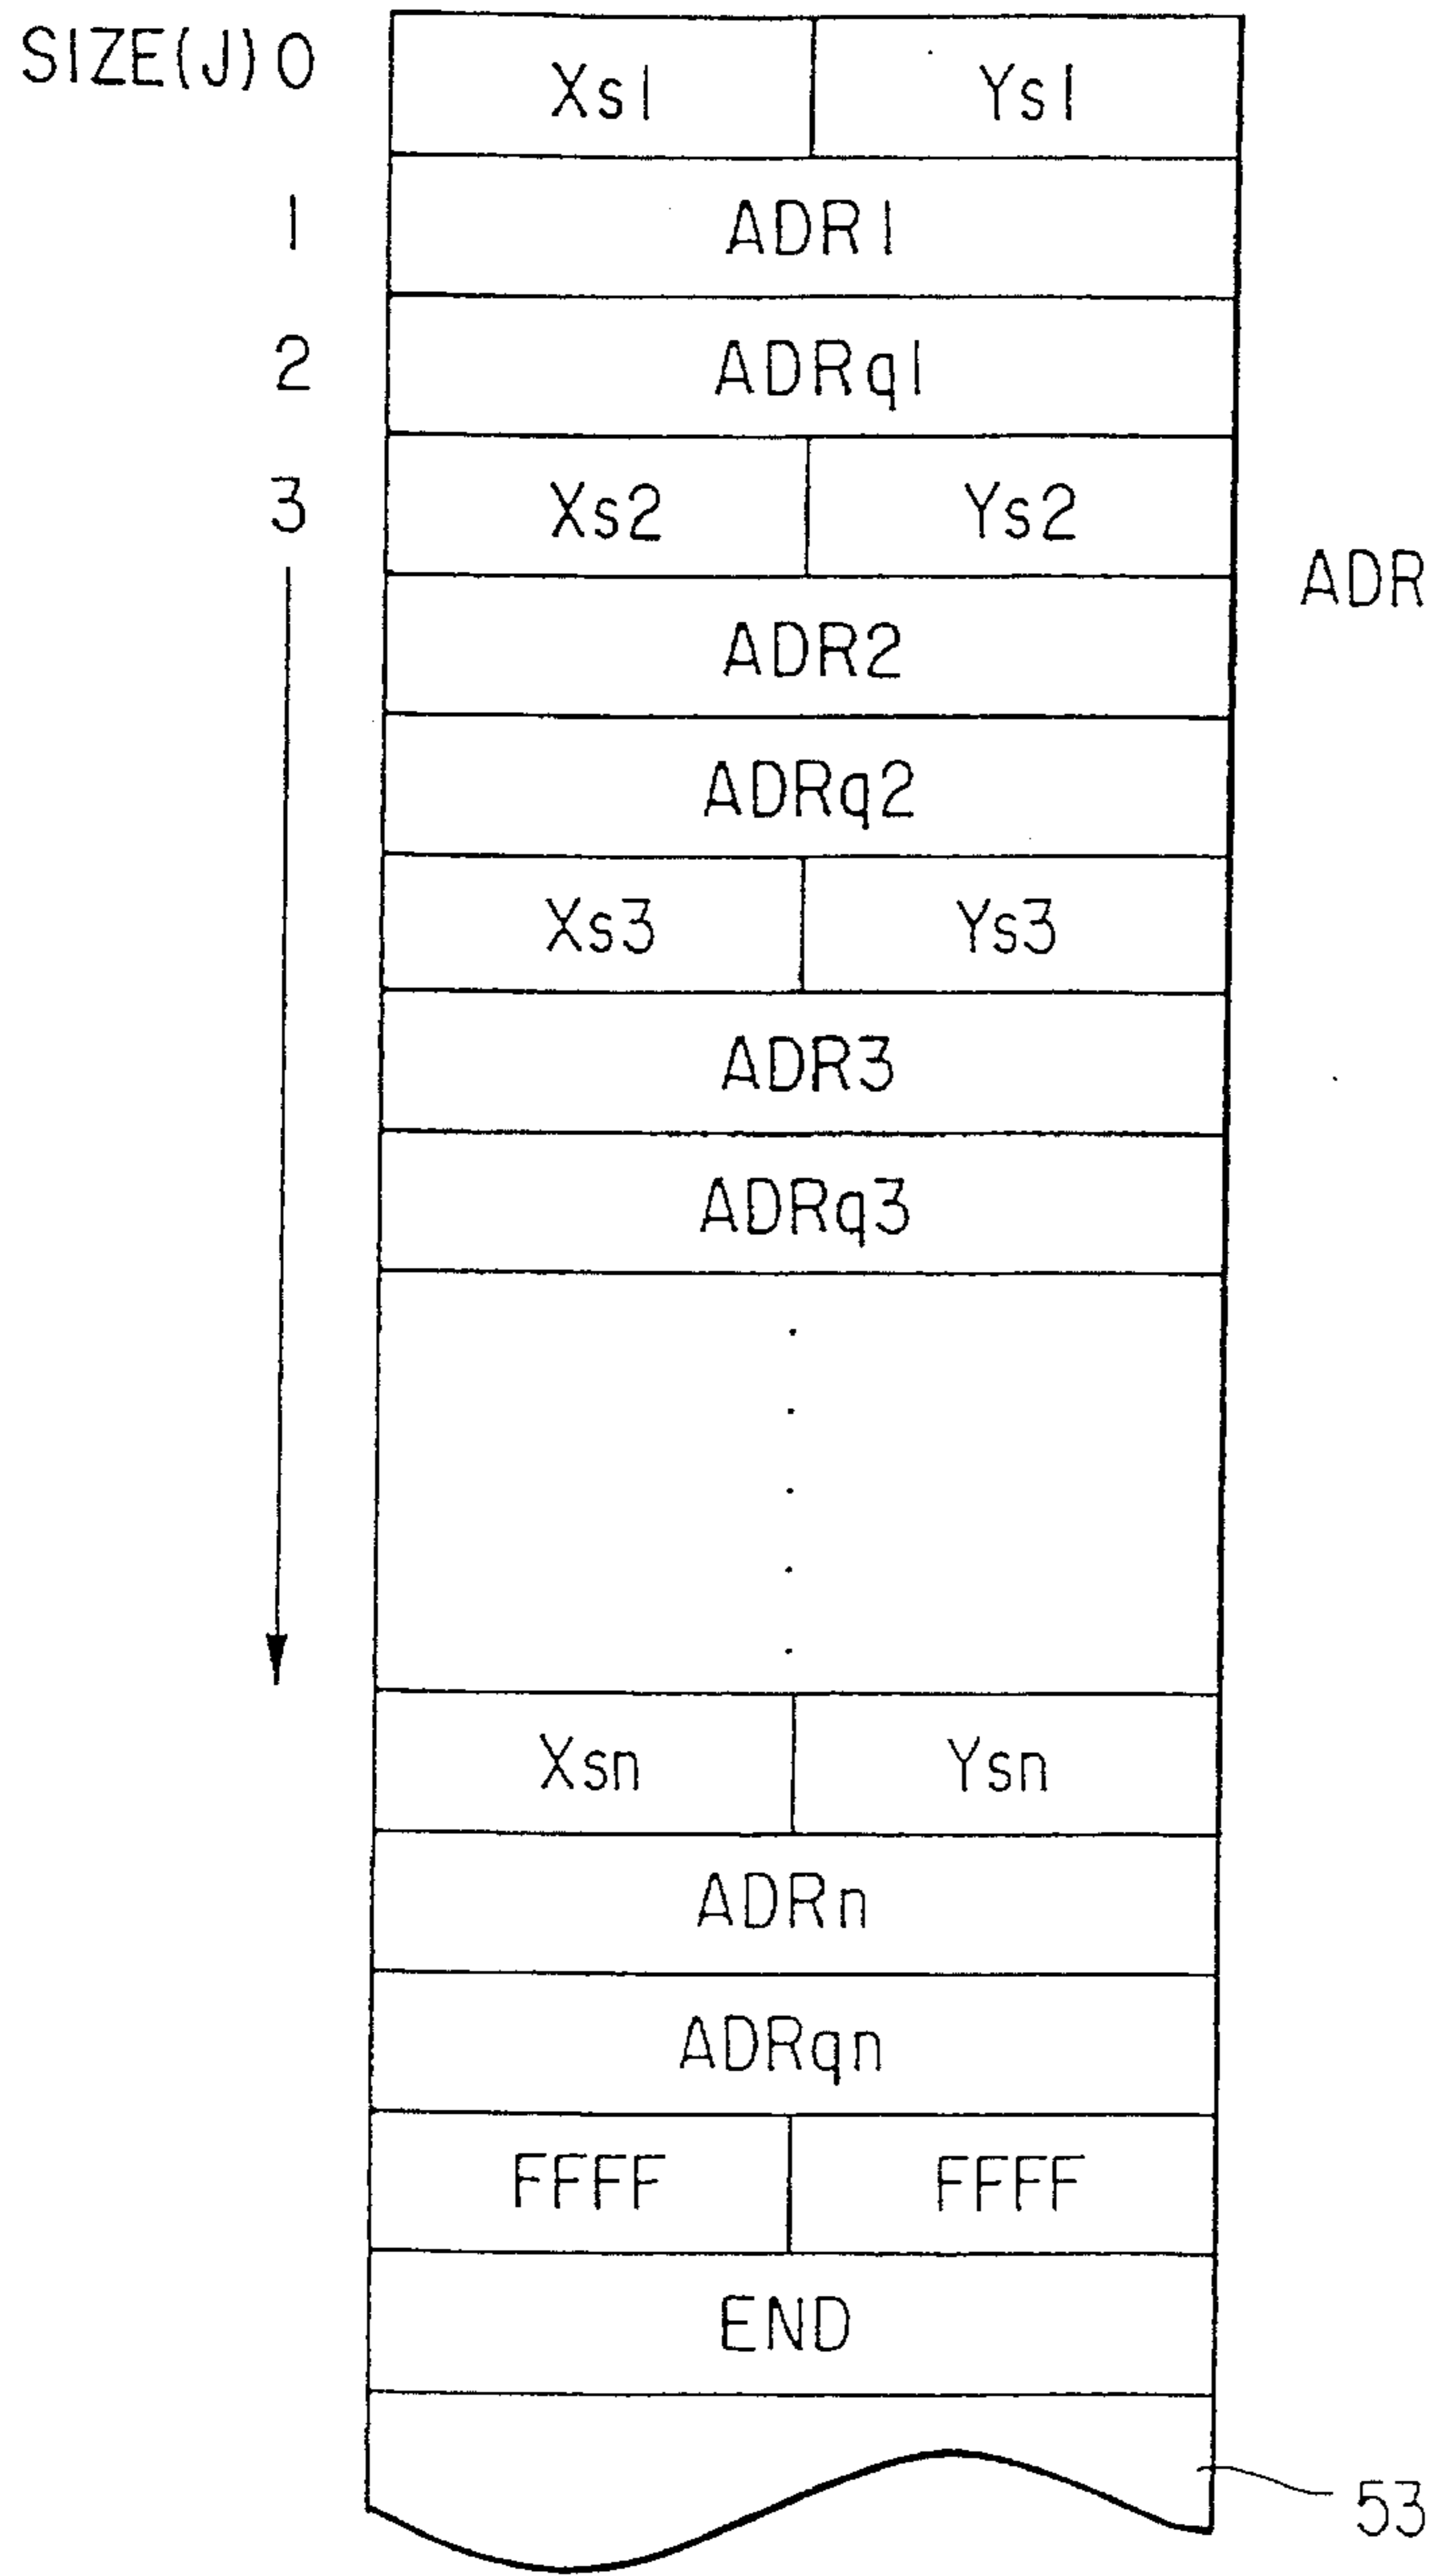 SIZE(J) 0 Xs1 Ys1
1 ADR1
2 ADRq1
3 Xs2 Ys2
ADR
ADR2
ADRq2
Xs3 Ys3
ADR3
ADRq3
Xsn Ysn
ADRn
ADRqn
FFFF FFFF
END
53